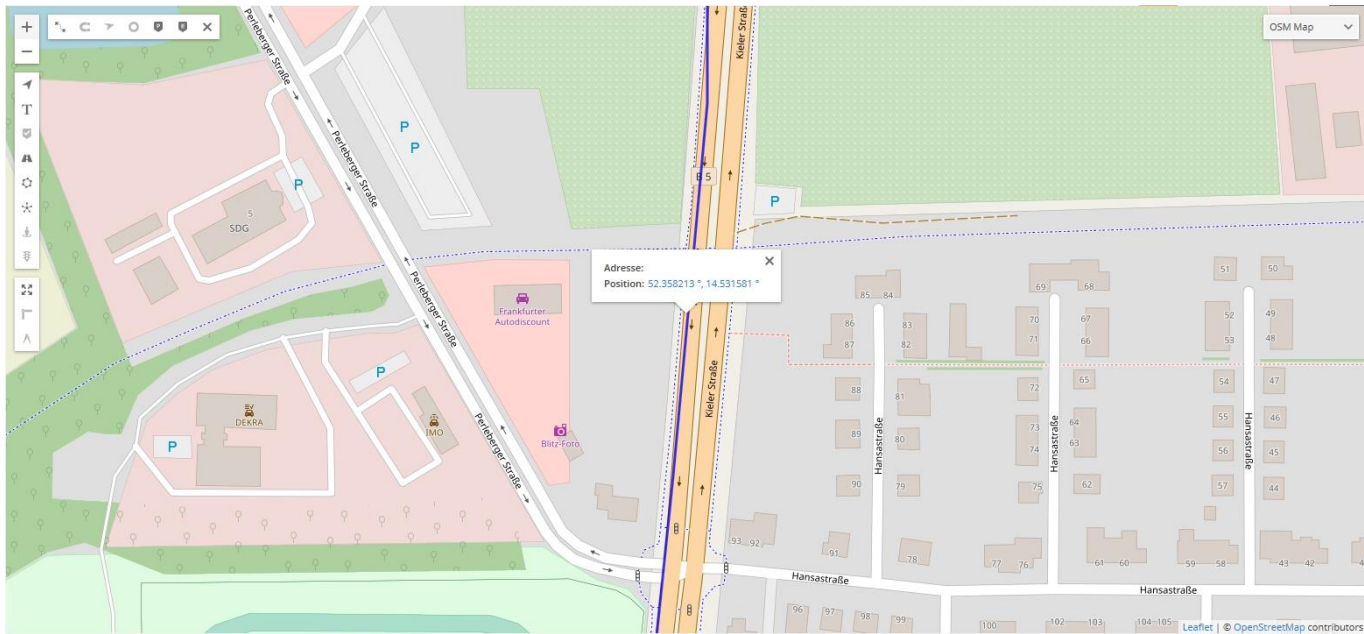 +
−
T
OSM Map
Perleberger Straße
Perleberger Straße
Perleberger Straße
Perleberger Straße
Kieler Straße
Kieler Straße
B 5
P
P
P
P
P
P
5
SDG
Adresse:
Position: 52.358213 °, 14.531581 °
Frankfurter
Autodiscount
Blitz-Foto
DEKRA
IMO
85 84
86
87
83
82
88
81
89
80
90
79
93 92
91
78
69 68
70
71
67
66
72
65
73
74
64
63
75
62
77 76
61 60
51
50
52
53
49
48
54
47
55
46
56
45
57
44
59 58
43 42
Hansastraße
Hansastraße
Hansastraße
Hansastraße
Hansastraße
96 97 98 99
100 102 103 104 105
Leaflet | © OpenStreetMap contributors